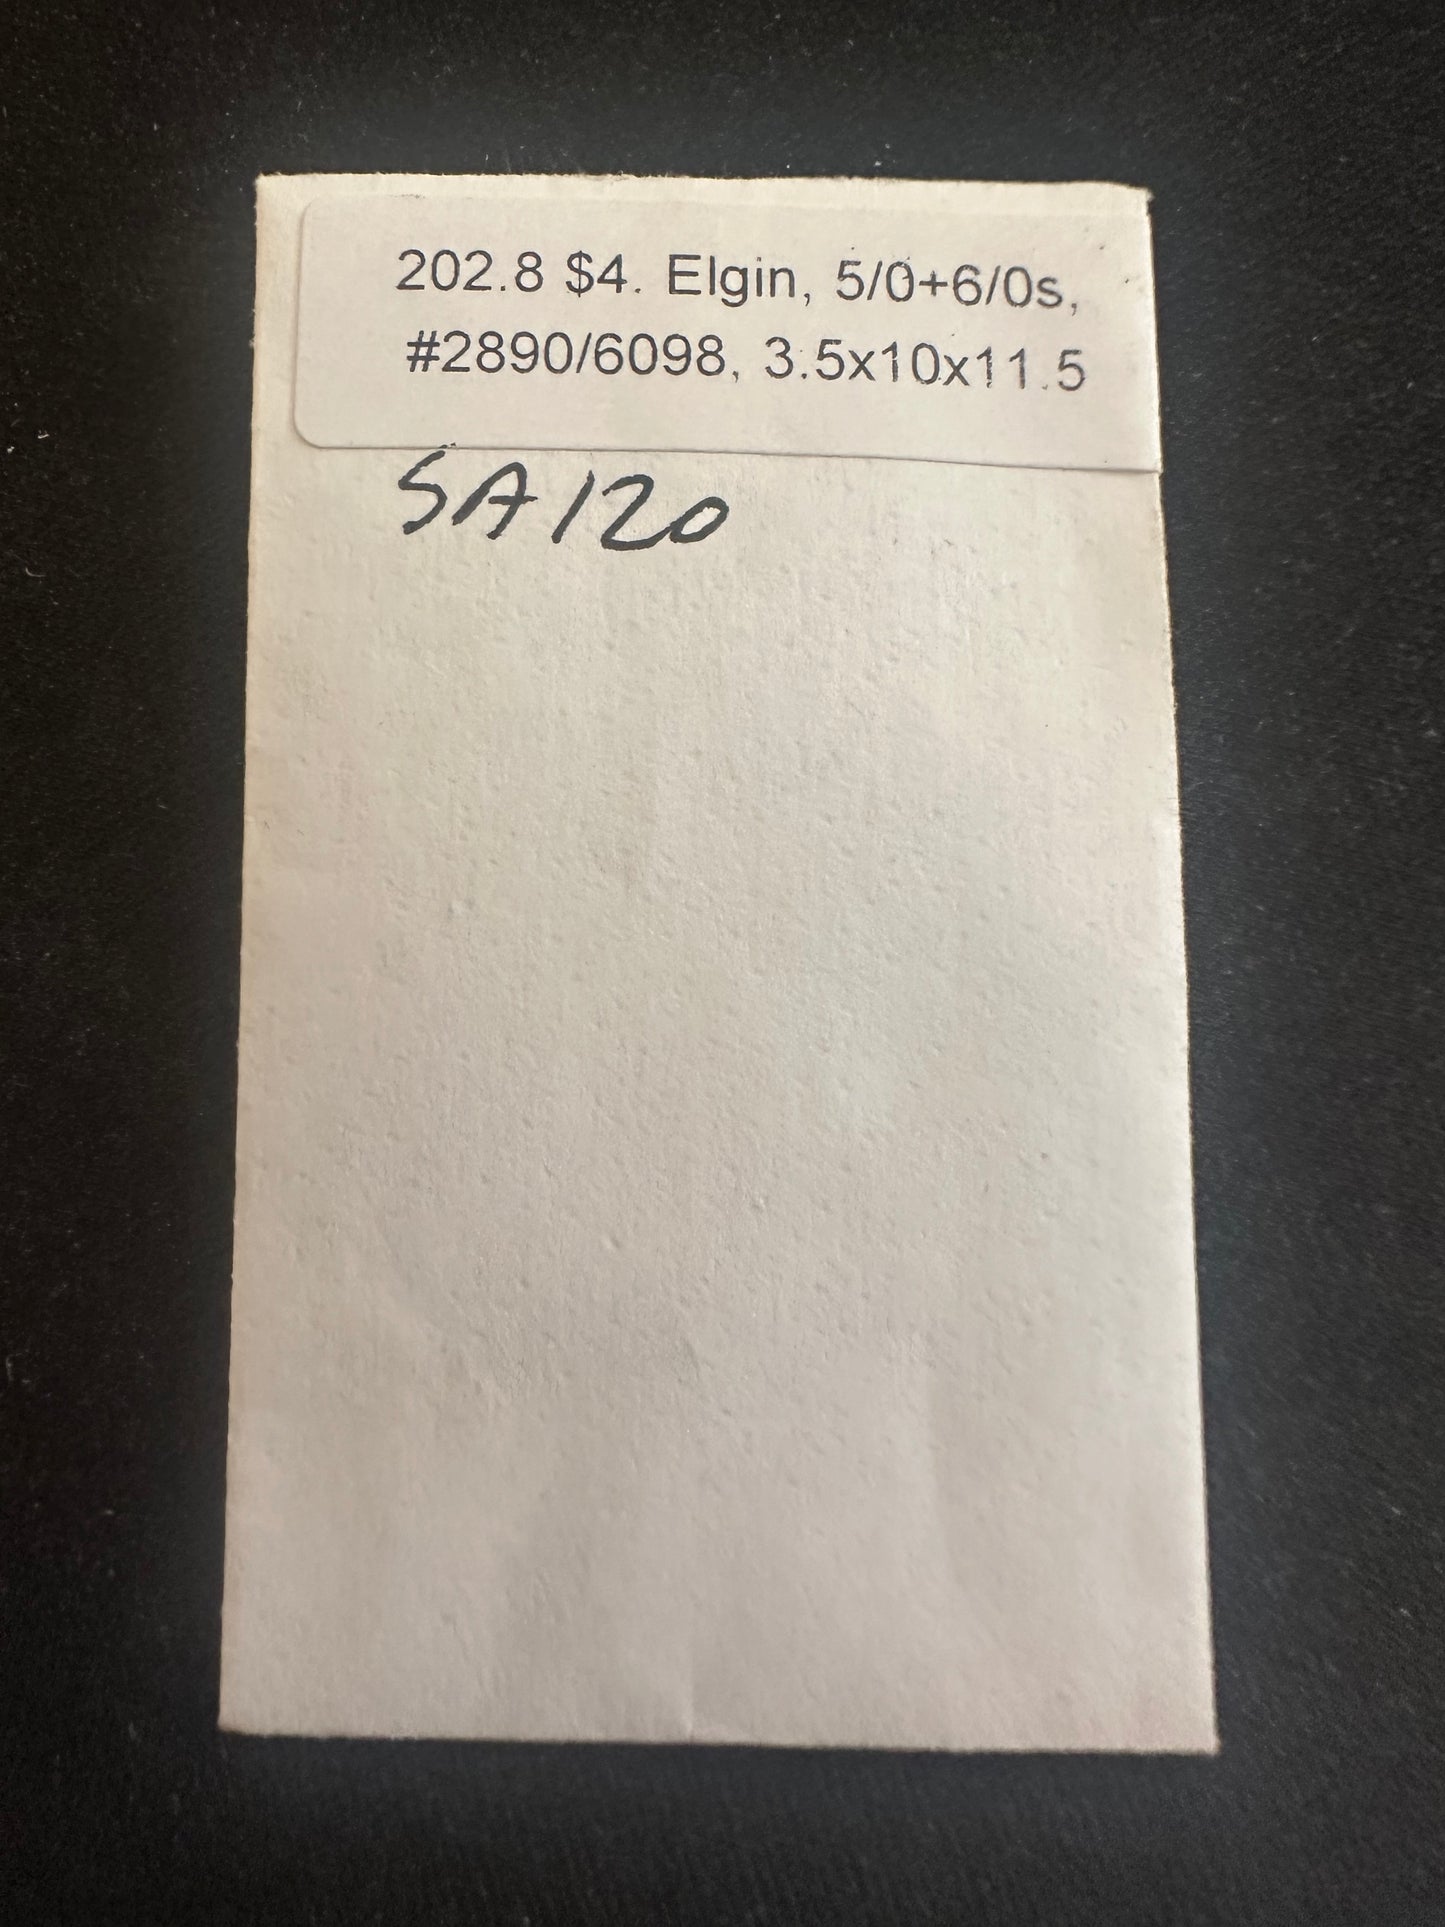 202.8 $4. Elgin, 5/0+6/0s,
#2890/6098, 3.5x10x11.5
SA120